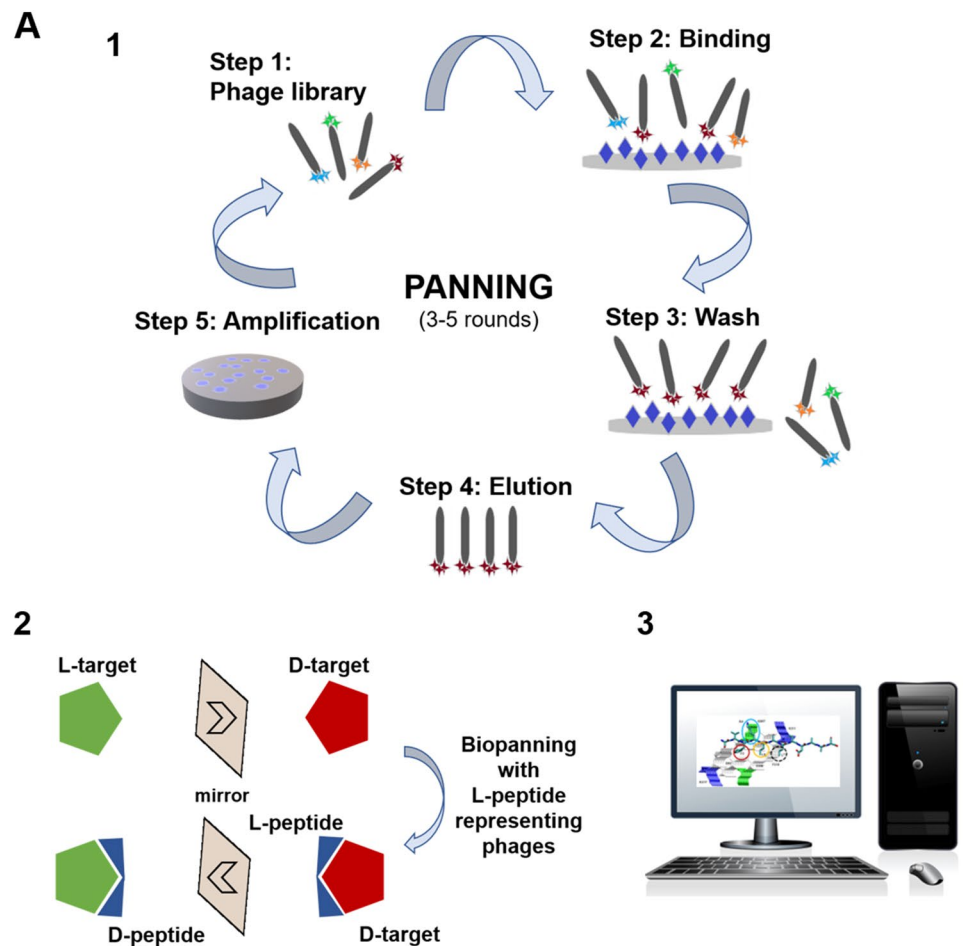 A
1
Step 1:
Phage library
Step 2: Binding
PANNING
(3-5 rounds)
Step 3: Wash
Step 5: Amplification
Step 4: Elution
2
L-target
D-target
mirror
L-peptide
D-peptide
D-target
Biopanning
with
L-peptide
representing
phages
3